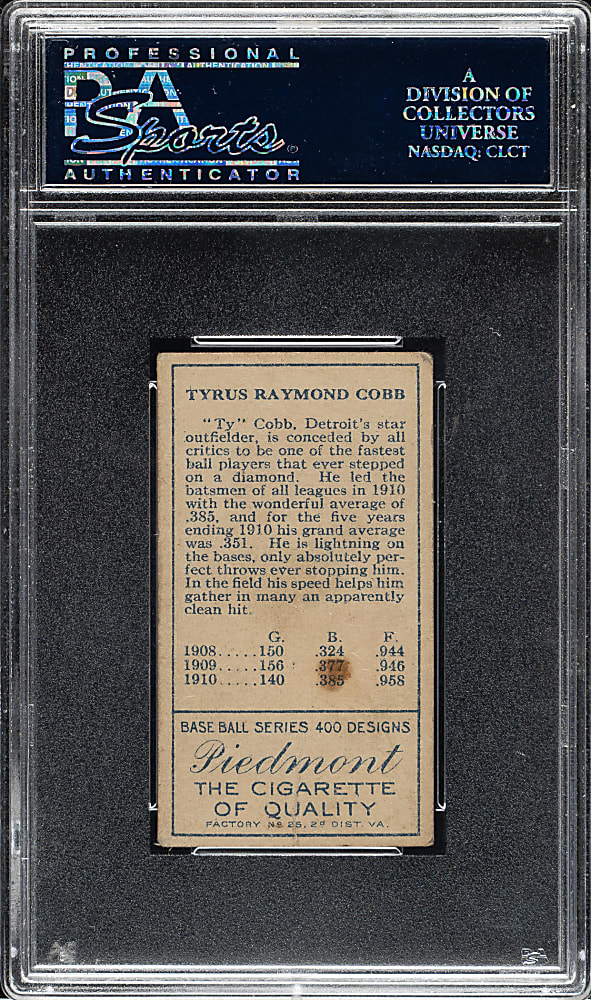 PROFESSIONAL
PSA
Sports
AUTHENTICATOR
A
DIVISION OF
COLLECTORS
UNIVERSE
NASDAQ: CLCT
TYRUS RAYMOND COBB
"Ty" Cobb, Detroit's star
outfielder, is conceded by all
critics to be one of the fastest
ball players that ever stepped
on a diamond. He led the
batsmen of all leagues in 1910
with the wonderful average of
.385, and for the five years
ending 1910 his grand average
was .351. He is lightning on
the bases, only absolutely per-
fect throws ever stopping him.
In the field his speed helps him
gather in many an apparently
clean hit.
G. B. F.
1908.....150 .324 .944
1909.....156 .377 .946
1910.....140 .385 .958
BASE BALL SERIES 400 DESIGNS
Piedmont
THE CIGARETTE
OF QUALITY
FACTORY Nº 25, 2d DIST. VA.